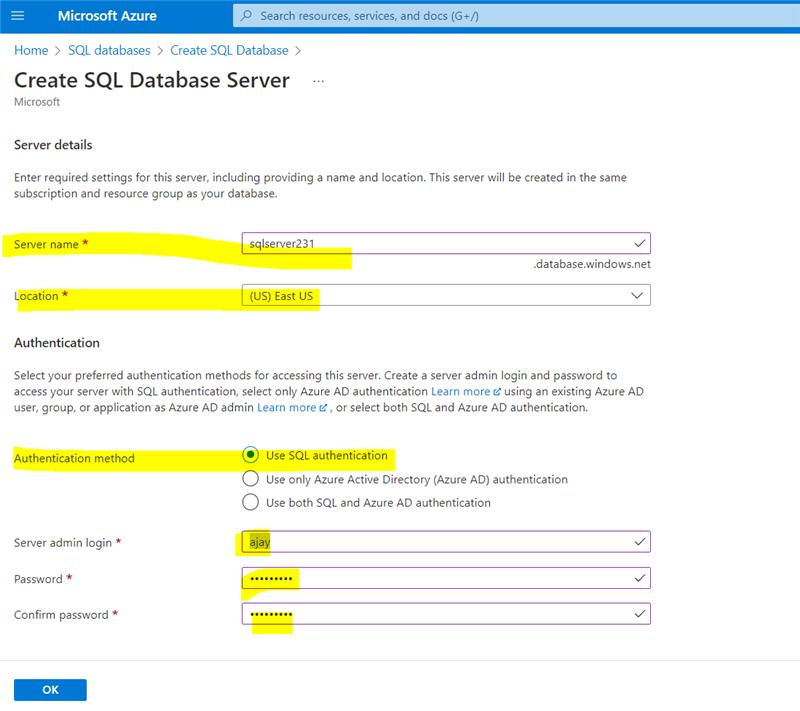 Microsoft Azure
Search resources, services, and docs (G+/)
Home > SQL databases > Create SQL Database >
Create SQL Database Server ...
Microsoft
Server details
Enter required settings for this server, including providing a name and location. This server will be created in the same
subscription and resource group as your database.
Server name *
sqlserver231
.database.windows.net
Location *
(US) East US
Authentication
Select your preferred authentication methods for accessing this server. Create a server admin login and password to
access your server with SQL authentication, select only Azure AD authentication Learn more using an existing Azure AD
user, group, or application as Azure AD admin Learn more , or select both SQL and Azure AD authentication.
Authentication method
Use SQL authentication
Use only Azure Active Directory (Azure AD) authentication
Use both SQL and Azure AD authentication
Server admin login *
ajay
Password *
•••••••••
Confirm password *
•••••••••
OK